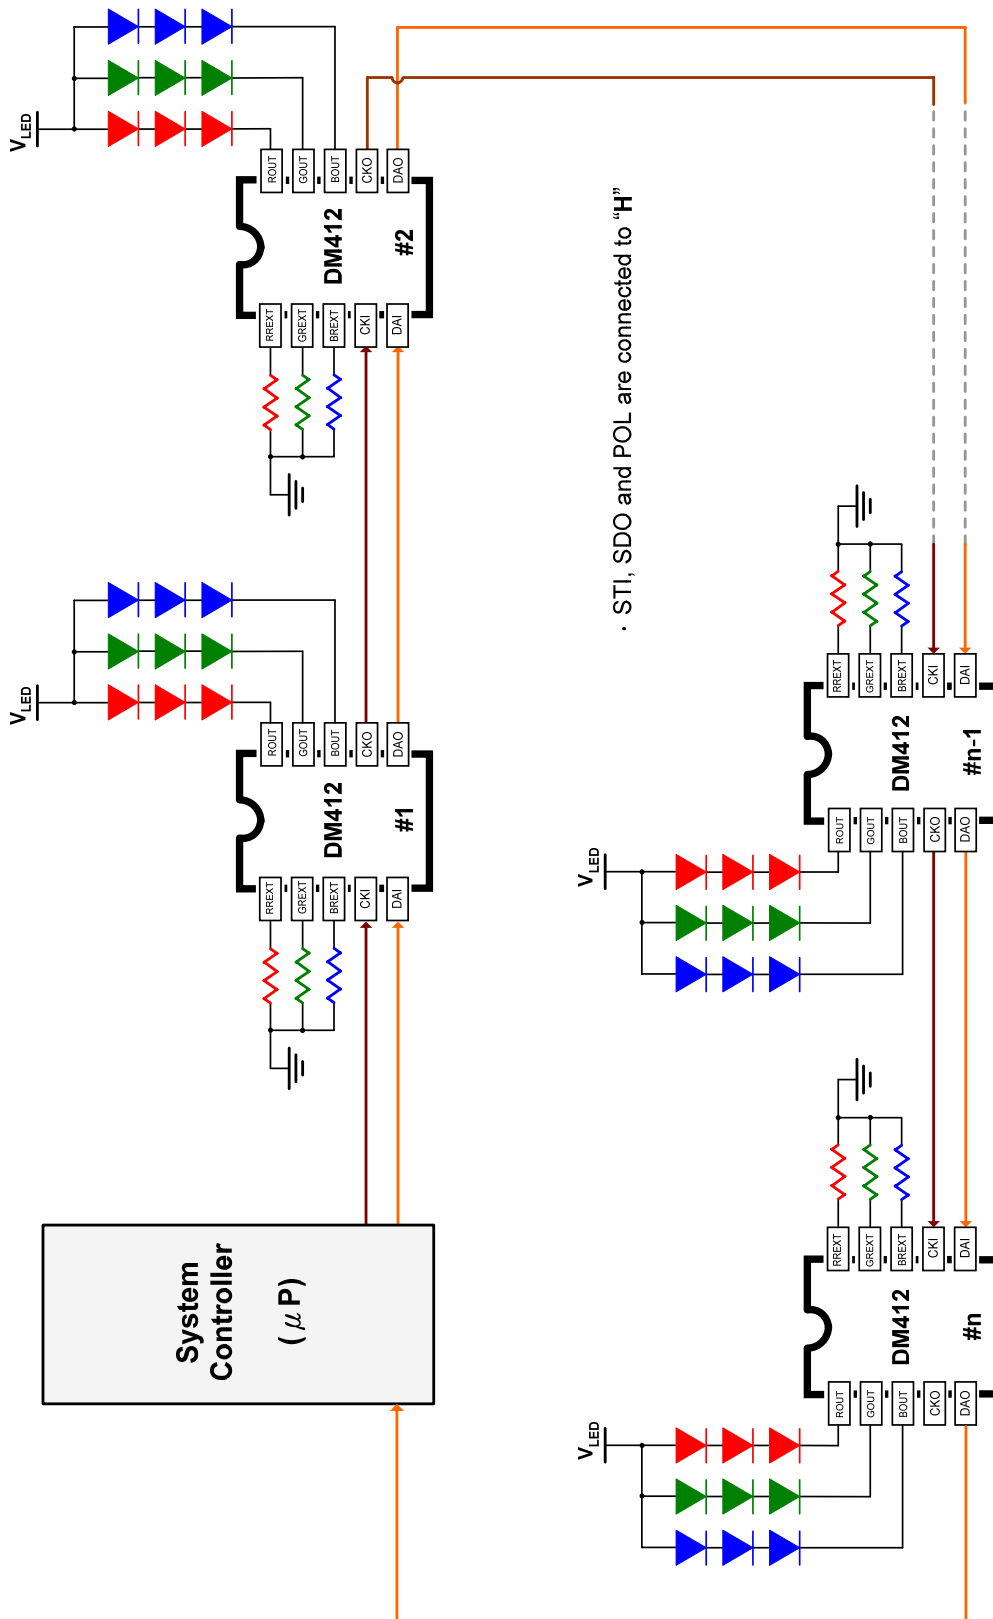 System
Controller
( μ P)
RREXT
GREXT
BREXT
CKI
DAI
DM412
#1
ROUT
GOUT
BOUT
CKO
DAO
VLED
RREXT
GREXT
BREXT
CKI
DAI
DM412
#2
ROUT
GOUT
BOUT
CKO
DAO
VLED
· STI, SDO and POL are connected to “H”
VLED
ROUT
GOUT
BOUT
CKO
DAO
DM412
#n
RREXT
GREXT
BREXT
CKI
DAI
VLED
ROUT
GOUT
BOUT
CKO
DAO
DM412
#n-1
RREXT
GREXT
BREXT
CKI
DAI